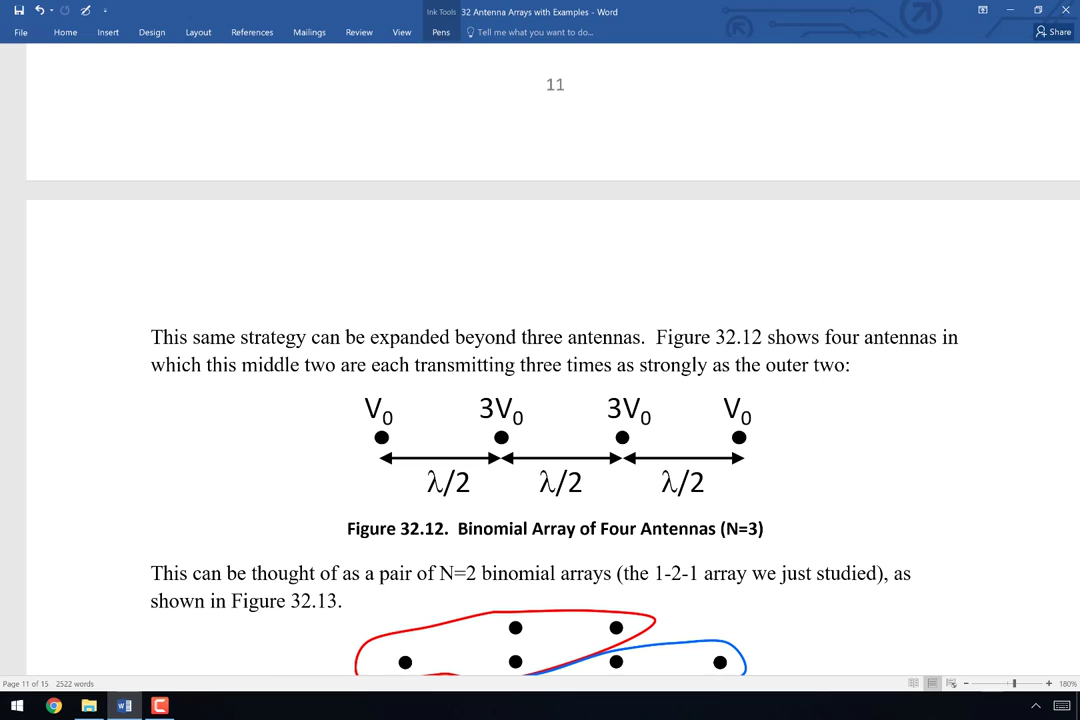 Ink Tools 32 Antenna Arrays with Examples - Word
File Home Insert Design Layout References Mailings Review View Pens Tell me what you want to do... Share
11
This same strategy can be expanded beyond three antennas. Figure 32.12 shows four antennas in
which this middle two are each transmitting three times as strongly as the outer two:
V₀ 3V₀ 3V₀ V₀
λ/2 λ/2 λ/2
Figure 32.12. Binomial Array of Four Antennas (N=3)
This can be thought of as a pair of N=2 binomial arrays (the 1-2-1 array we just studied), as
shown in Figure 32.13.
Page 11 of 15 2522 words 180%